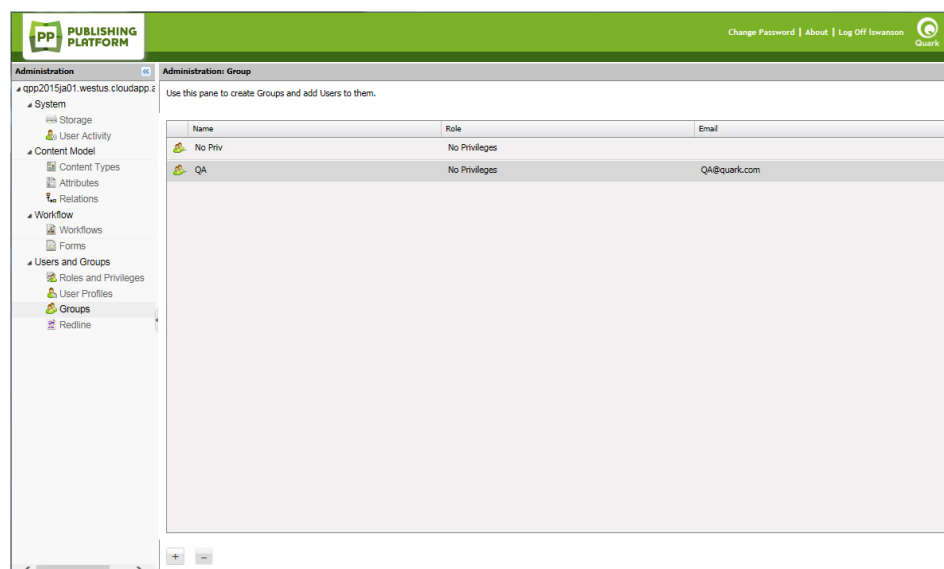 PP PUBLISHING
PLATFORM
Change Password | About | Log Off lswanson
Quark
Administration
qpp2015ja01.westus.cloudapp.a
System
Storage
User Activity
Content Model
Content Types
Attributes
Relations
Workflow
Workflows
Forms
Users and Groups
Roles and Privileges
User Profiles
Groups
Redline
Administration: Group
Use this pane to create Groups and add Users to them.
Name Role Email
No Priv No Privileges
QA No Privileges QA@quark.com
+ -